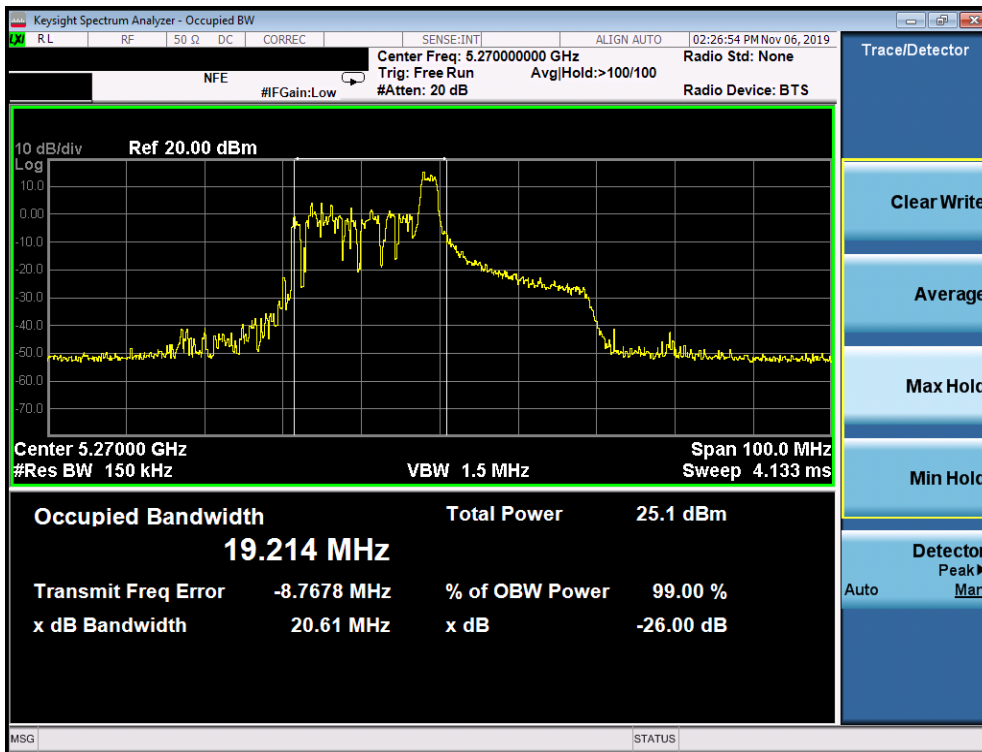 Keysight Spectrum Analyzer - Occupied BW
LXI RL RF 50 Ω DC CORREC SENSE:INT ALIGN AUTO 02:26:54 PM Nov 06, 2019
Center Freq: 5.270000000 GHz Radio Std: None
NFE Trig: Free Run Avg|Hold:>100/100
#IFGain:Low #Atten: 20 dB Radio Device: BTS
Trace/Detector
10 dB/div Ref 20.00 dBm
Log
10.0
0.00
-10.0
-20.0
-30.0
-40.0
-50.0
-60.0
-70.0
Center 5.27000 GHz Span 100.0 MHz
#Res BW 150 kHz VBW 1.5 MHz Sweep 4.133 ms
Occupied Bandwidth Total Power 25.1 dBm
19.214 MHz
Transmit Freq Error -8.7678 MHz % of OBW Power 99.00 %
x dB Bandwidth 20.61 MHz x dB -26.00 dB
Clear Write
Average
Max Hold
Min Hold
Detector
Peak
Auto Man
MSG STATUS